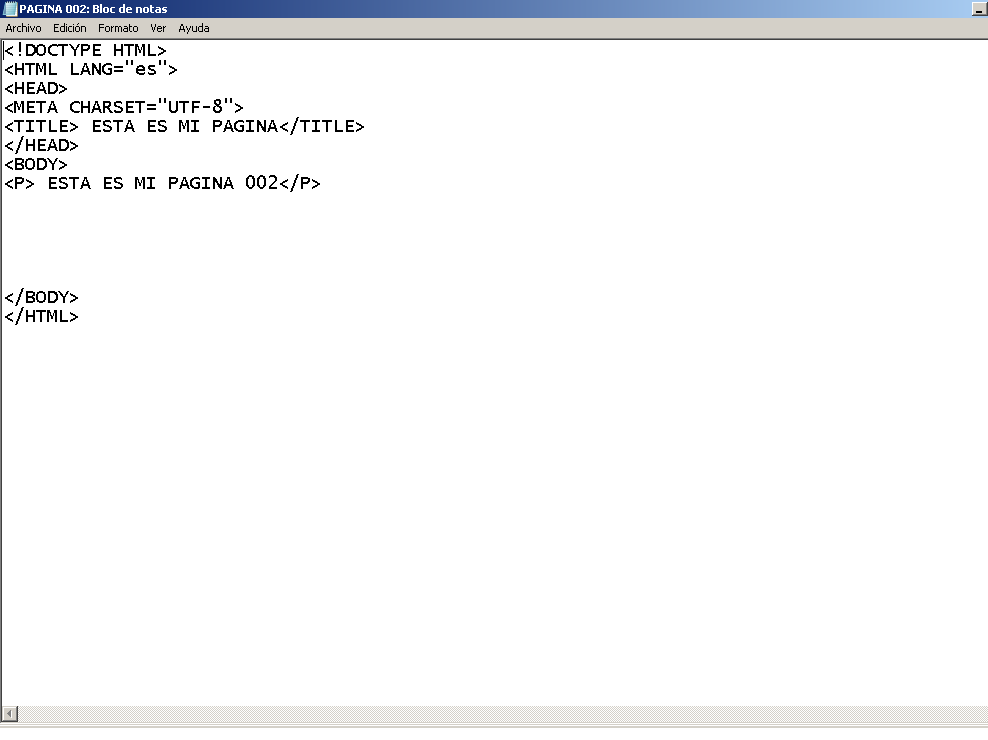 PAGINA 002: Bloc de notas
Archivo Edición Formato Ver Ayuda
<!DOCTYPE HTML>
<HTML LANG="es">
<HEAD>
<META CHARSET="UTF-8">
<TITLE> ESTA ES MI PAGINA</TITLE>
</HEAD>
<BODY>
<P> ESTA ES MI PAGINA 002</P>
</BODY>
</HTML>